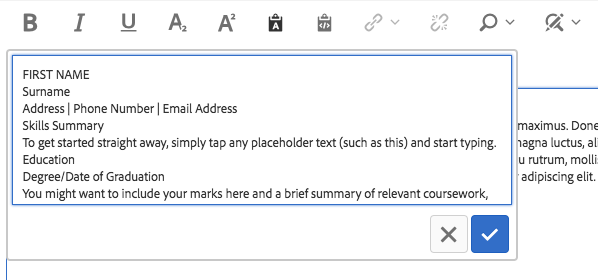 B I U A₂ A²
A
FIRST NAME
Surname
Address | Phone Number | Email Address
Skills Summary
To get started straight away, simply tap any placeholder text (such as this) and start typing.
Education
Degree/Date of Graduation
You might want to include your marks here and a brief summary of relevant coursework,
maximus. Done
magna luctus, al
u rutrum, molli
adipiscing elit.